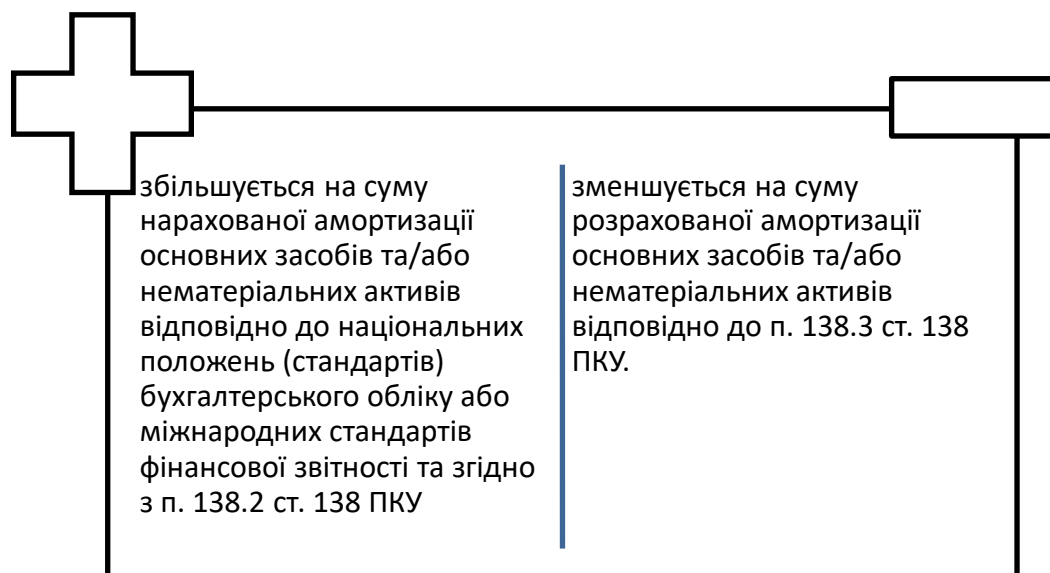 збільшується на суму
нарахованої амортизації
основних засобів та/або
нематеріальних активів
відповідно до національних
положень (стандартів)
бухгалтерського обліку або
міжнародних стандартів
фінансової звітності та згідно
з п. 138.2 ст. 138 ПКУ
зменшується на суму
розрахованої амортизації
основних засобів та/або
нематеріальних активів
відповідно до п. 138.3 ст. 138
ПКУ.